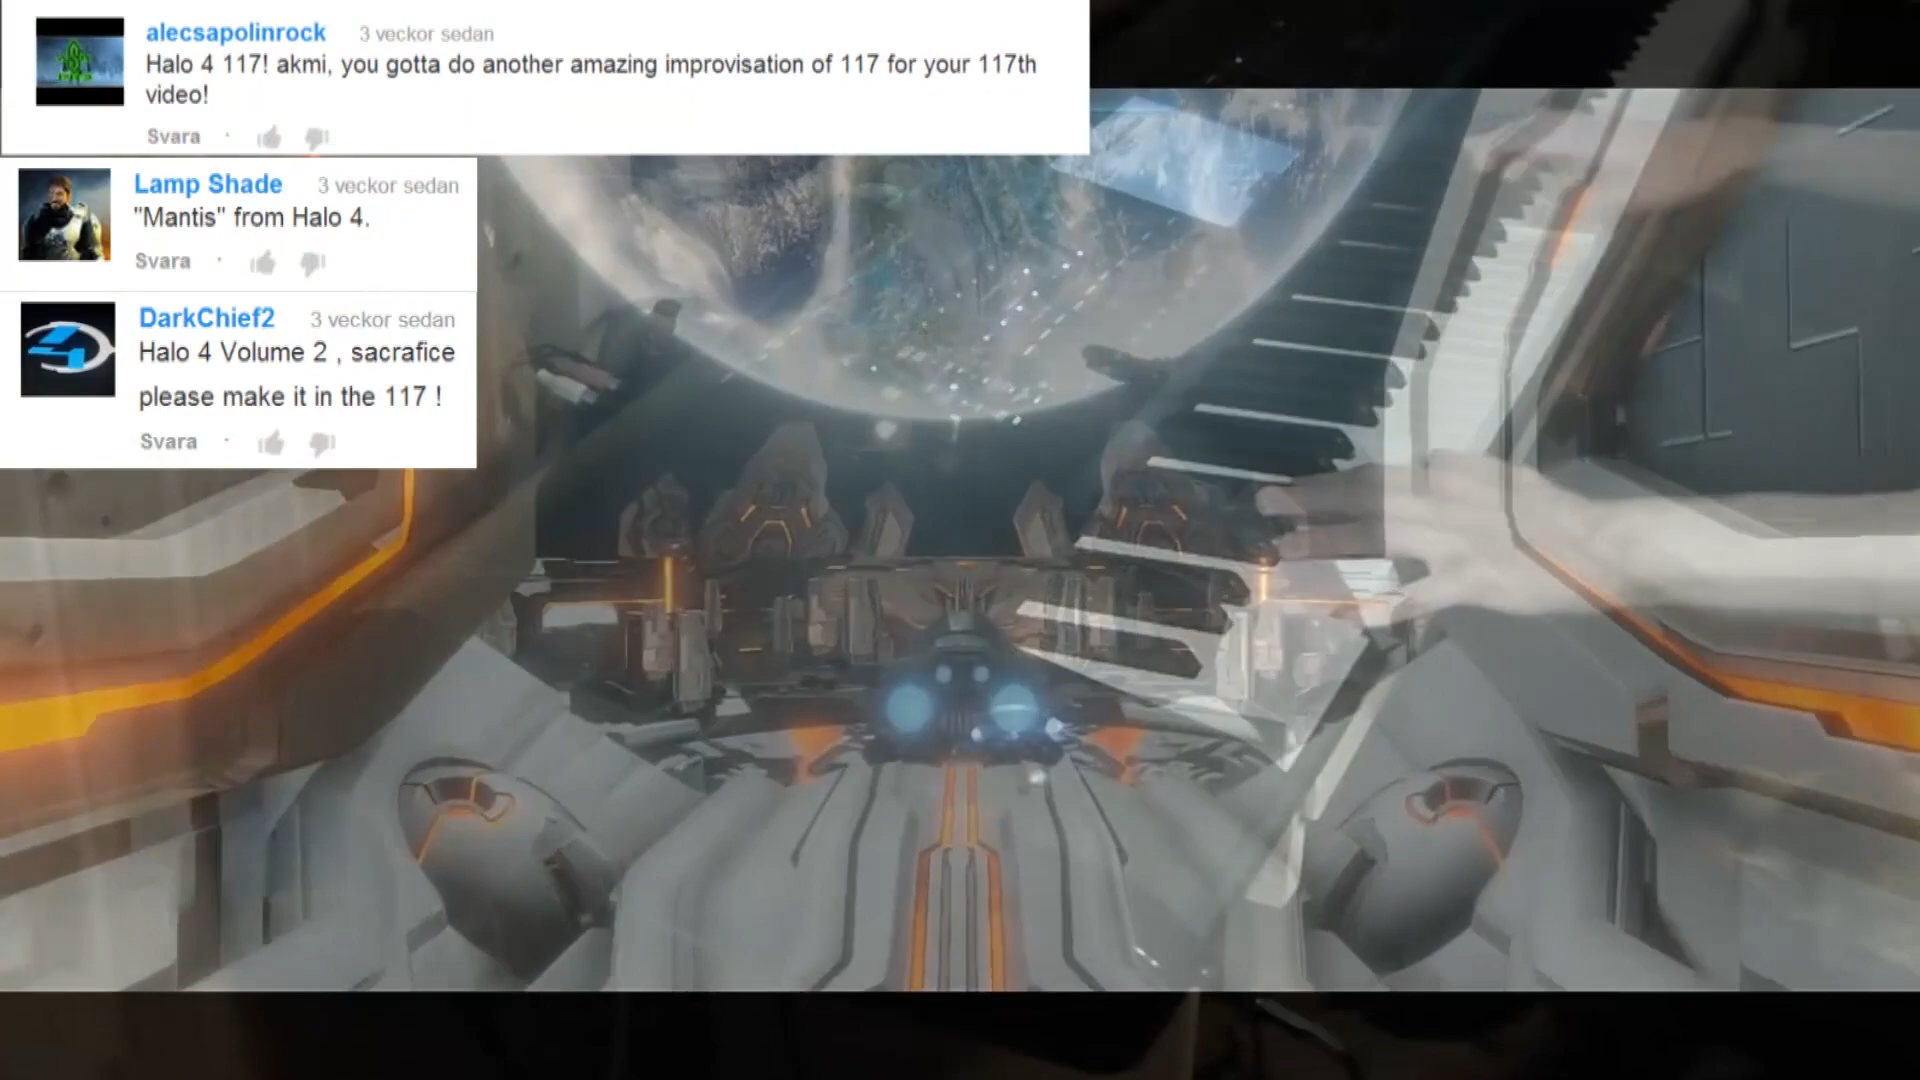 alecsapolinrock 3 veckor sedan
Halo 4 117! akmi, you gotta do another amazing improvisation of 117 for your 117th
video!
Svara ·
Lamp Shade 3 veckor sedan
"Mantis" from Halo 4.
Svara ·
DarkChief2 3 veckor sedan
Halo 4 Volume 2 , sacrafice
please make it in the 117 !
Svara ·